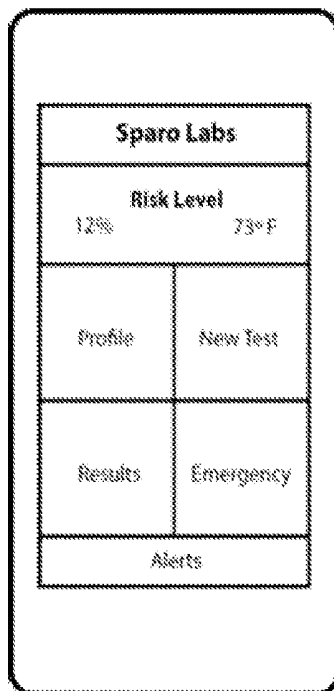 Sparo Labs
Risk Level
12% 73° F
Profile New Test
Results Emergency
Alerts